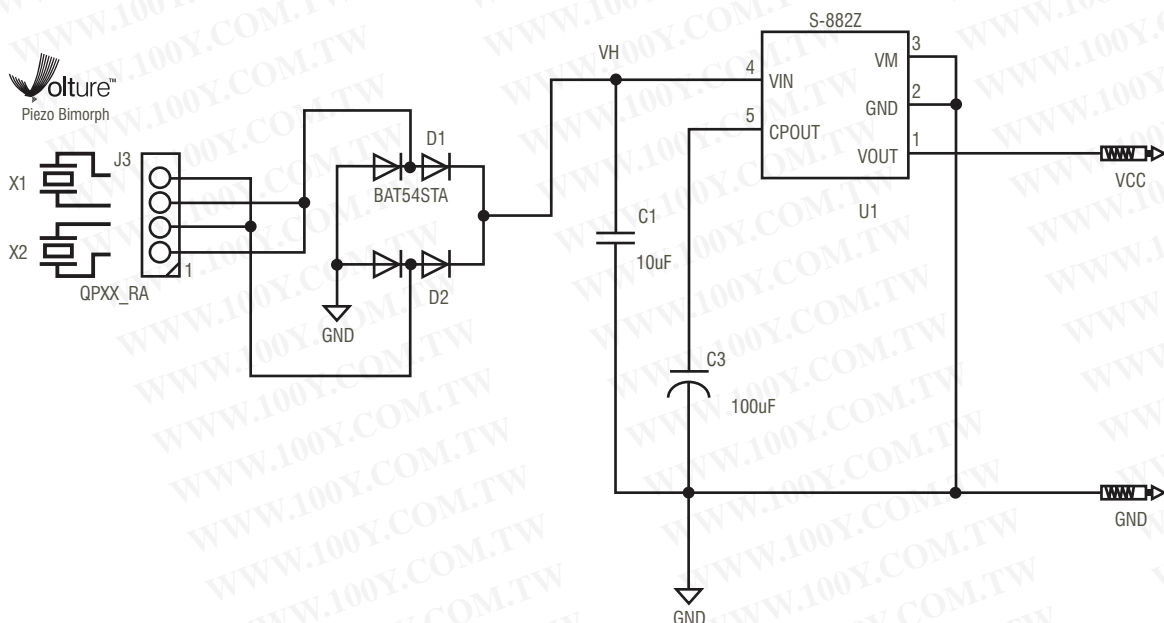 S-882Z
olture™
Piezo Bimorph
VH
4
VIN
VM
3
GND
2
5
CPOUT
VOUT
1
VCC
U1
J3
X1
X2
1
QPXX_RA
D1
BAT54STA
D2
GND
C1
10uF
C3
100uF
GND
GND
WWW.100Y.COM.TW